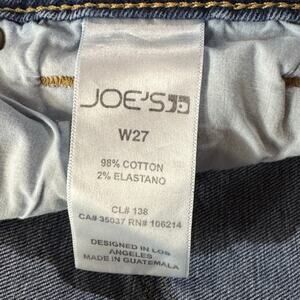 JOE'S
W27
98% COTTON
2% ELASTANO
CL# 138
CA# 35037 RN# 106214
DESIGNED IN LOS
ANGELES
MADE IN GUATEMALA